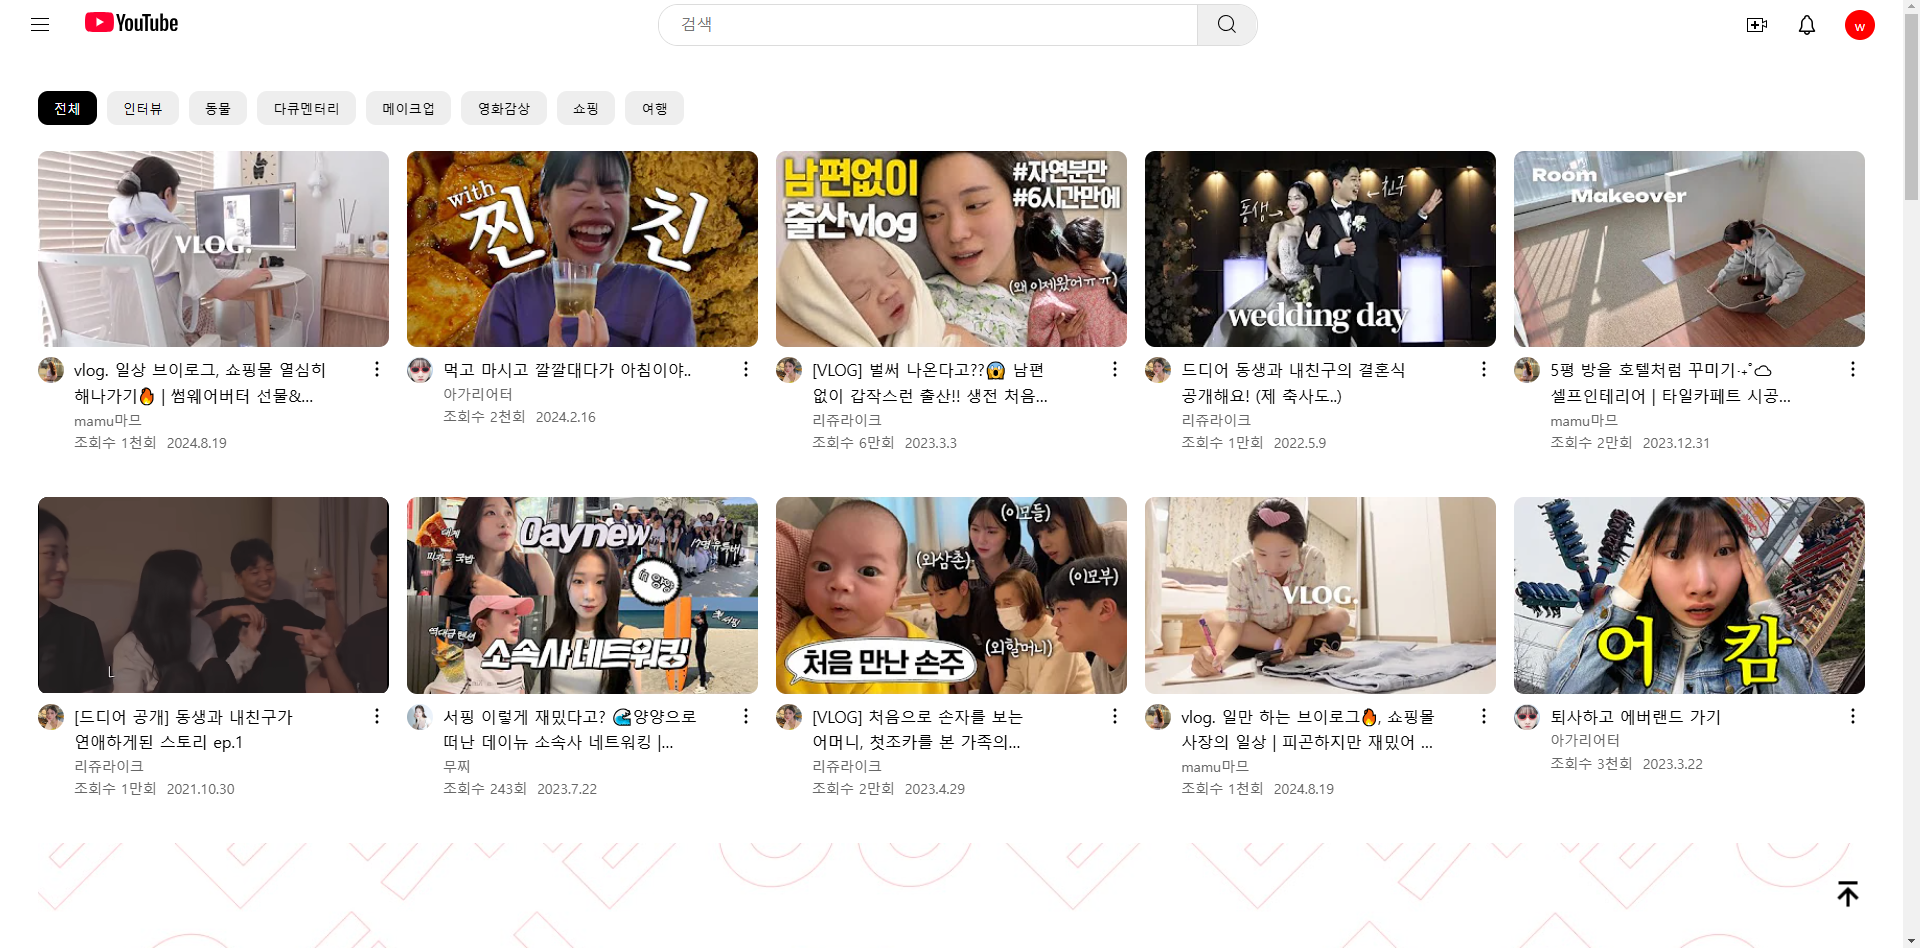 YouTube
검색
w
전체
인터뷰
동물
다큐멘터리
메이크업
영화감상
쇼핑
여행
VLOG.
with
찐 친
남편없이
출산vlog
#자연분만
#6시간만에
(왜 이제왔어ㅠㅠ)
동생→
←친구
wedding day
Room
Makeover
vlog. 일상 브이로그, 쇼핑몰 열심히
해나가기🔥 | 썸웨어버터 선물&...
mamu마므
조회수 1천회 2024.8.19
먹고 마시고 깔깔대다가 아침이야..
아가리어터
조회수 2천회 2024.2.16
[VLOG] 벌써 나온다고??😱 남편
없이 갑작스런 출산!! 생전 처음...
리쥬라이크
조회수 6만회 2023.3.3
드디어 동생과 내친구의 결혼식
공개해요! (제 축사도..)
리쥬라이크
조회수 1만회 2022.5.9
5평 방을 호텔처럼 꾸미기˖₊˚☁
셀프인테리어 | 타일카페트 시공...
mamu마므
조회수 2만회 2023.12.31
Daynew
in 양양
소속사 네트워킹
역대급 텐션
첫 서핑
(이모들)
(와삼촌)
(이모부)
(외할머니)
처음 만난 손주
VLOG.
어 캄
[드디어 공개] 동생과 내친구가
연애하게된 스토리 ep.1
리쥬라이크
조회수 1만회 2021.10.30
서핑 이렇게 재밌다고? 🌊양양으로
떠난 데이뉴 소속사 네트워킹 |...
무찌
조회수 243회 2023.7.22
[VLOG] 처음으로 손자를 보는
어머니, 첫조카를 본 가족의...
리쥬라이크
조회수 2만회 2023.4.29
vlog. 일만 하는 브이로그🔥, 쇼핑몰
사장의 일상 | 피곤하지만 재밌어 ...
mamu마므
조회수 1천회 2024.8.19
퇴사하고 에버랜드 가기
아가리어터
조회수 3천회 2023.3.22